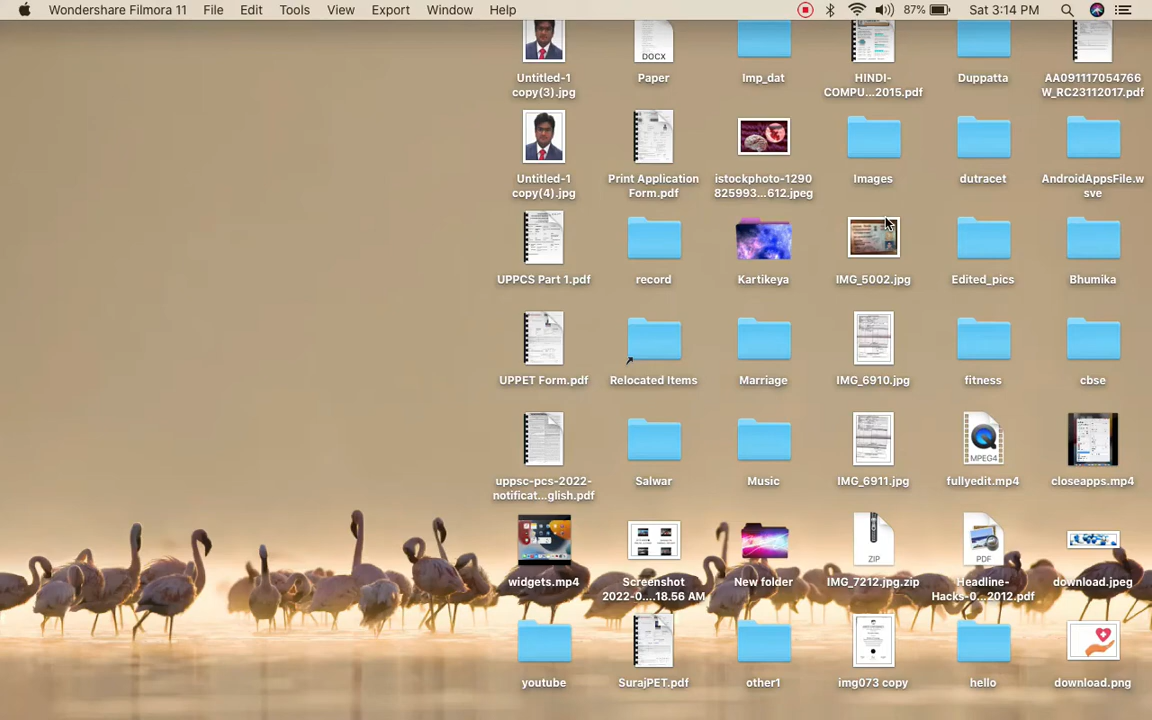 Wondershare Filmora 11 File Edit Tools View Export Window Help 87% Sat 3:14 PM
Untitled-1 copy(3).jpg
DOCX
Paper
Imp_dat
HINDI-COMPU...2015.pdf
Duppatta
AA091117054766
W_RC23112017.pdf
Untitled-1 copy(4).jpg
Print Application Form.pdf
istockphoto-1290
825993...612.jpeg
Images
dutracet
AndroidAppsFile.w
sve
UPPCS Part 1.pdf
record
Kartikeya
IMG_5002.jpg
Edited_pics
Bhumika
UPPET Form.pdf
Relocated Items
Marriage
IMG_6910.jpg
fitness
cbse
uppsc-pcs-2022-
notificat...glish.pdf
Salwar
Music
IMG_6911.jpg
MPEG4
fullyedit.mp4
closeapps.mp4
widgets.mp4
Screenshot
2022-0....18.56 AM
New folder
ZIP
IMG_7212.jpg.zip
PDF
Headline-
Hacks-0...2012.pdf
download.jpeg
youtube
SurajPET.pdf
other1
img073 copy
hello
download.png